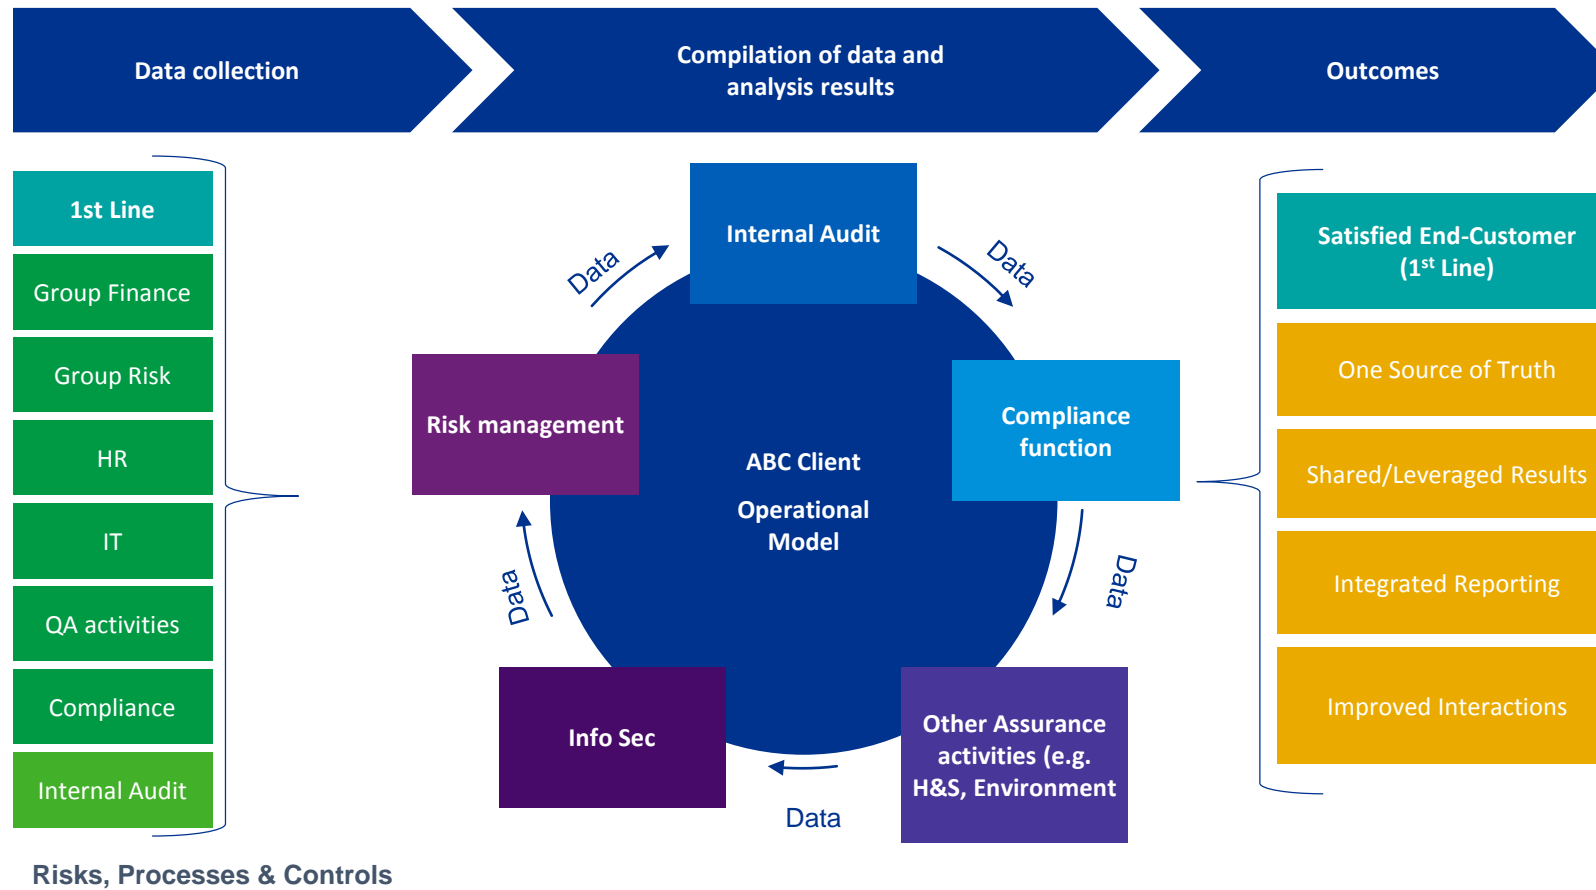 Data collection
Compilation of data and
analysis results
Outcomes
1st Line
Group Finance
Group Risk
HR
IT
QA activities
Compliance
Internal Audit
Risks, Processes & Controls
Internal Audit
Data
Data
Risk management
Compliance
function
ABC Client
Operational
Model
Data
Data
Info Sec
Other Assurance
activities (e.g.
H&S, Environment
Data
Satisfied End-Customer
(1st Line)
One Source of Truth
Shared/Leveraged Results
Integrated Reporting
Improved Interactions